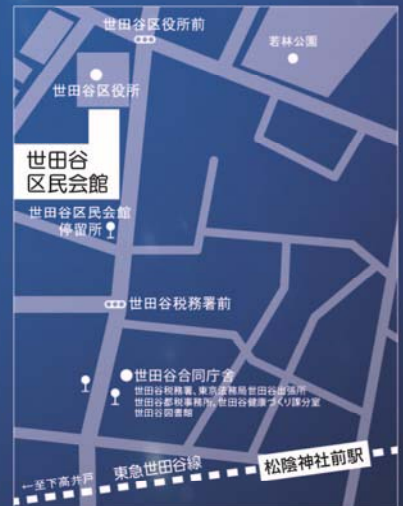 世田谷区役所前
若林公園
世田谷区役所
世田谷
区民会館
世田谷区民会館
停留所
世田谷税務署前
世田谷合同庁舎
世田谷税務署、東京法務局世田谷出張所
世田谷都税事務所、世田谷健康づくり課分室
世田谷図書館
←至下高井戸
東急世田谷線
松陰神社前駅